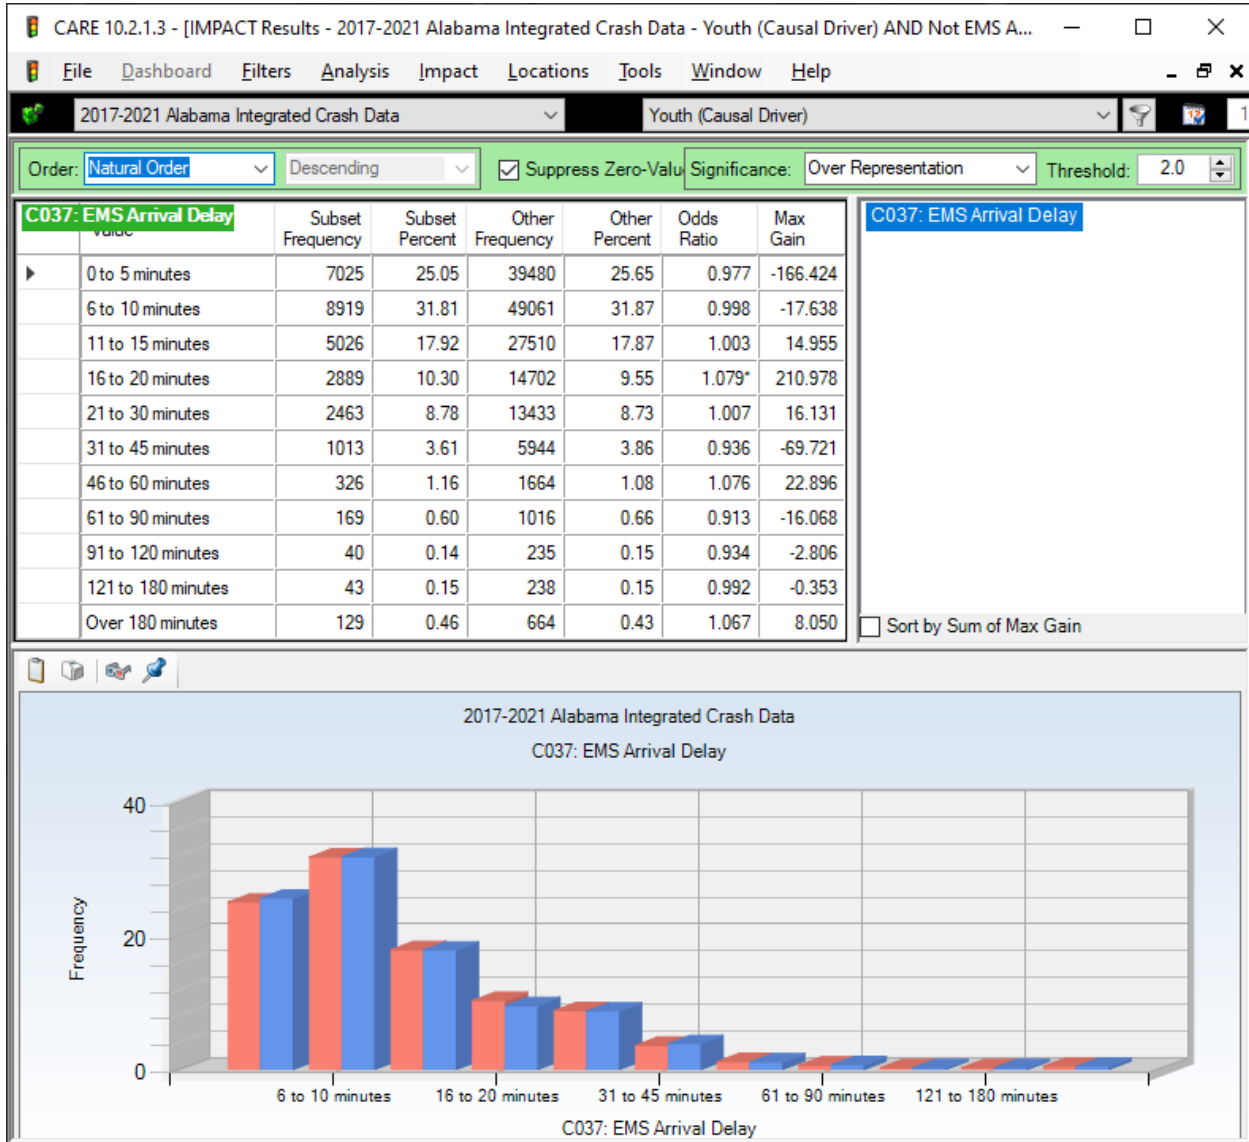 CARE 10.2.1.3 - [IMPACT Results - 2017-2021 Alabama Integrated Crash Data - Youth (Causal Driver) AND Not EMS A...
File Dashboard Filters Analysis Impact Locations Tools Window Help
2017-2021 Alabama Integrated Crash Data Youth (Causal Driver) 1
Order: Natural Order Descending Suppress Zero-Valu Significance: Over Representation Threshold: 2.0
C037: EMS Arrival Delay Subset Frequency Subset Percent Other Frequency Other Percent Odds Ratio Max Gain
0 to 5 minutes 7025 25.05 39480 25.65 0.977 -166.424
6 to 10 minutes 8919 31.81 49061 31.87 0.998 -17.638
11 to 15 minutes 5026 17.92 27510 17.87 1.003 14.955
16 to 20 minutes 2889 10.30 14702 9.55 1.079* 210.978
21 to 30 minutes 2463 8.78 13433 8.73 1.007 16.131
31 to 45 minutes 1013 3.61 5944 3.86 0.936 -69.721
46 to 60 minutes 326 1.16 1664 1.08 1.076 22.896
61 to 90 minutes 169 0.60 1016 0.66 0.913 -16.068
91 to 120 minutes 40 0.14 235 0.15 0.934 -2.806
121 to 180 minutes 43 0.15 238 0.15 0.992 -0.353
Over 180 minutes 129 0.46 664 0.43 1.067 8.050
C037: EMS Arrival Delay
Sort by Sum of Max Gain
2017-2021 Alabama Integrated Crash Data
C037: EMS Arrival Delay
40
20
0
Frequency
6 to 10 minutes 16 to 20 minutes 31 to 45 minutes 61 to 90 minutes 121 to 180 minutes
C037: EMS Arrival Delay